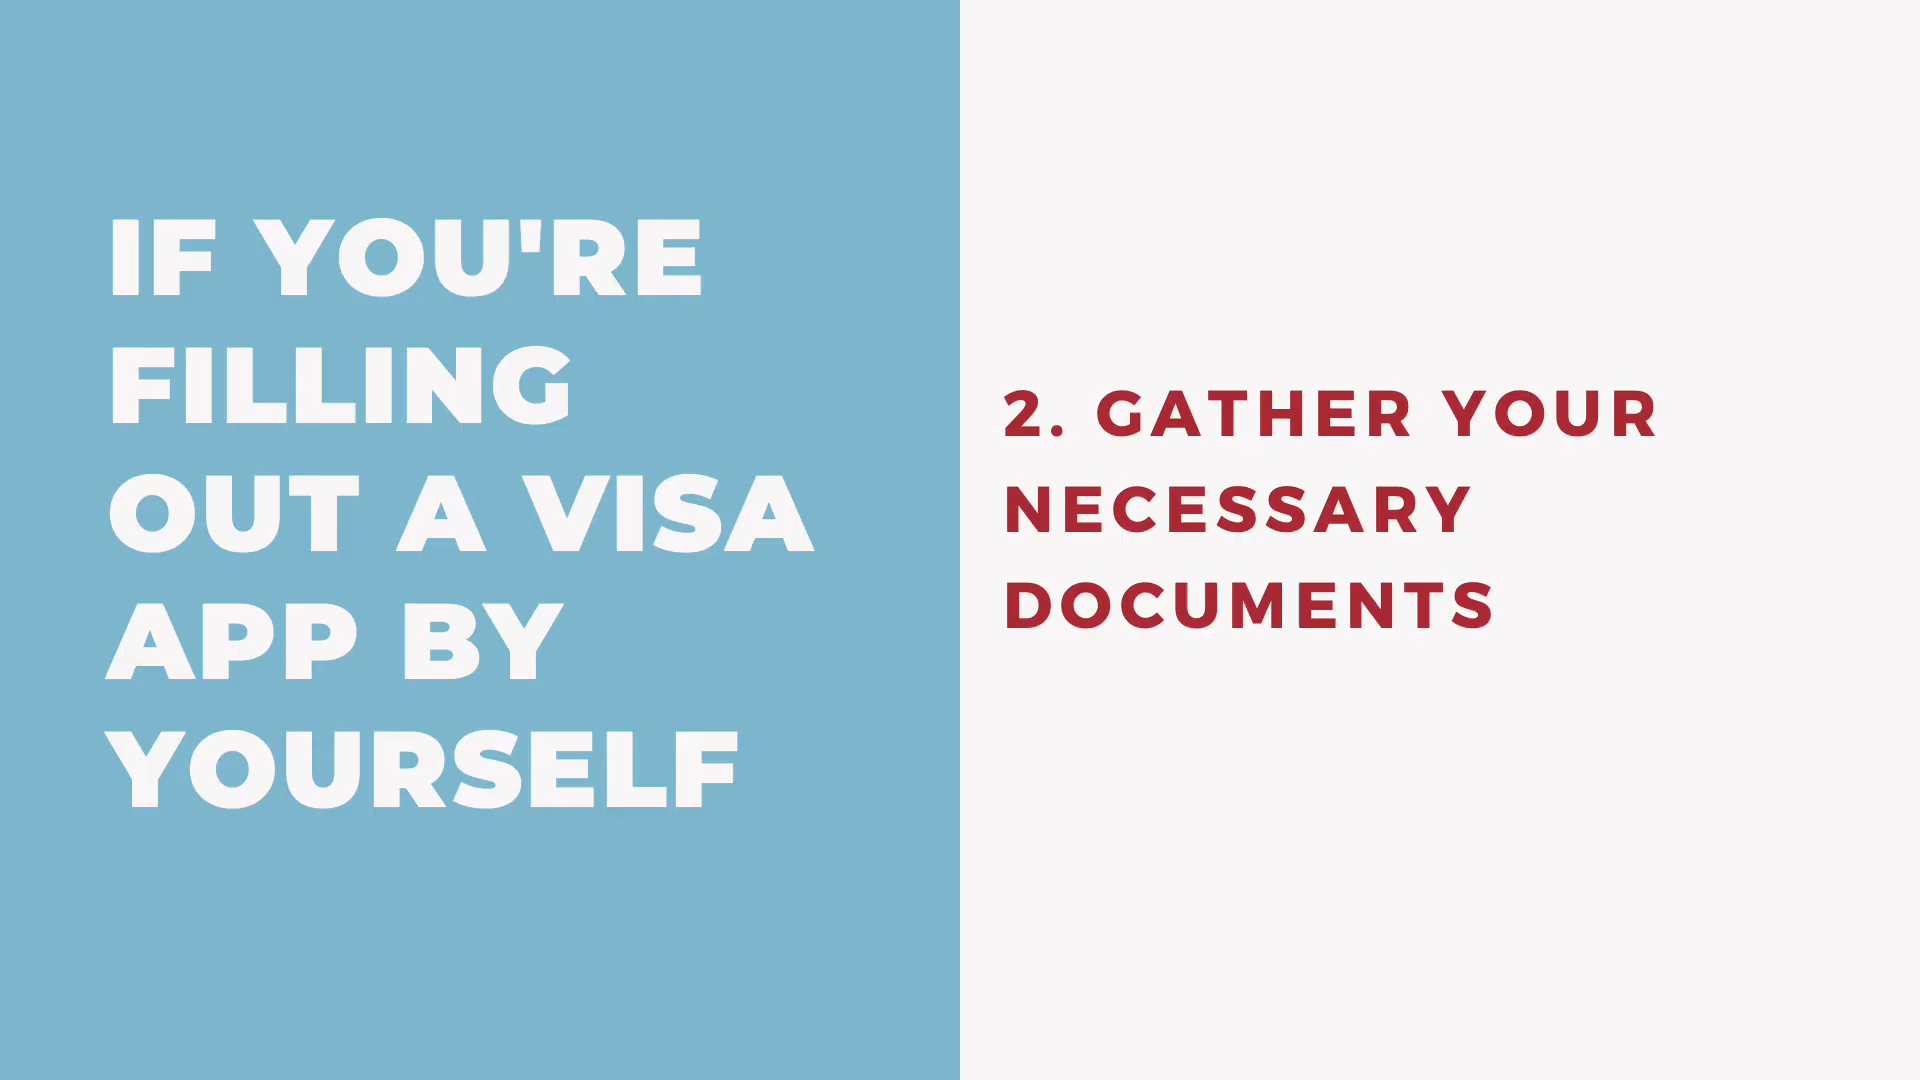 IF YOU'RE
FILLING
OUT A VISA
APP BY
YOURSELF
2. GATHER YOUR
NECESSARY
DOCUMENTS